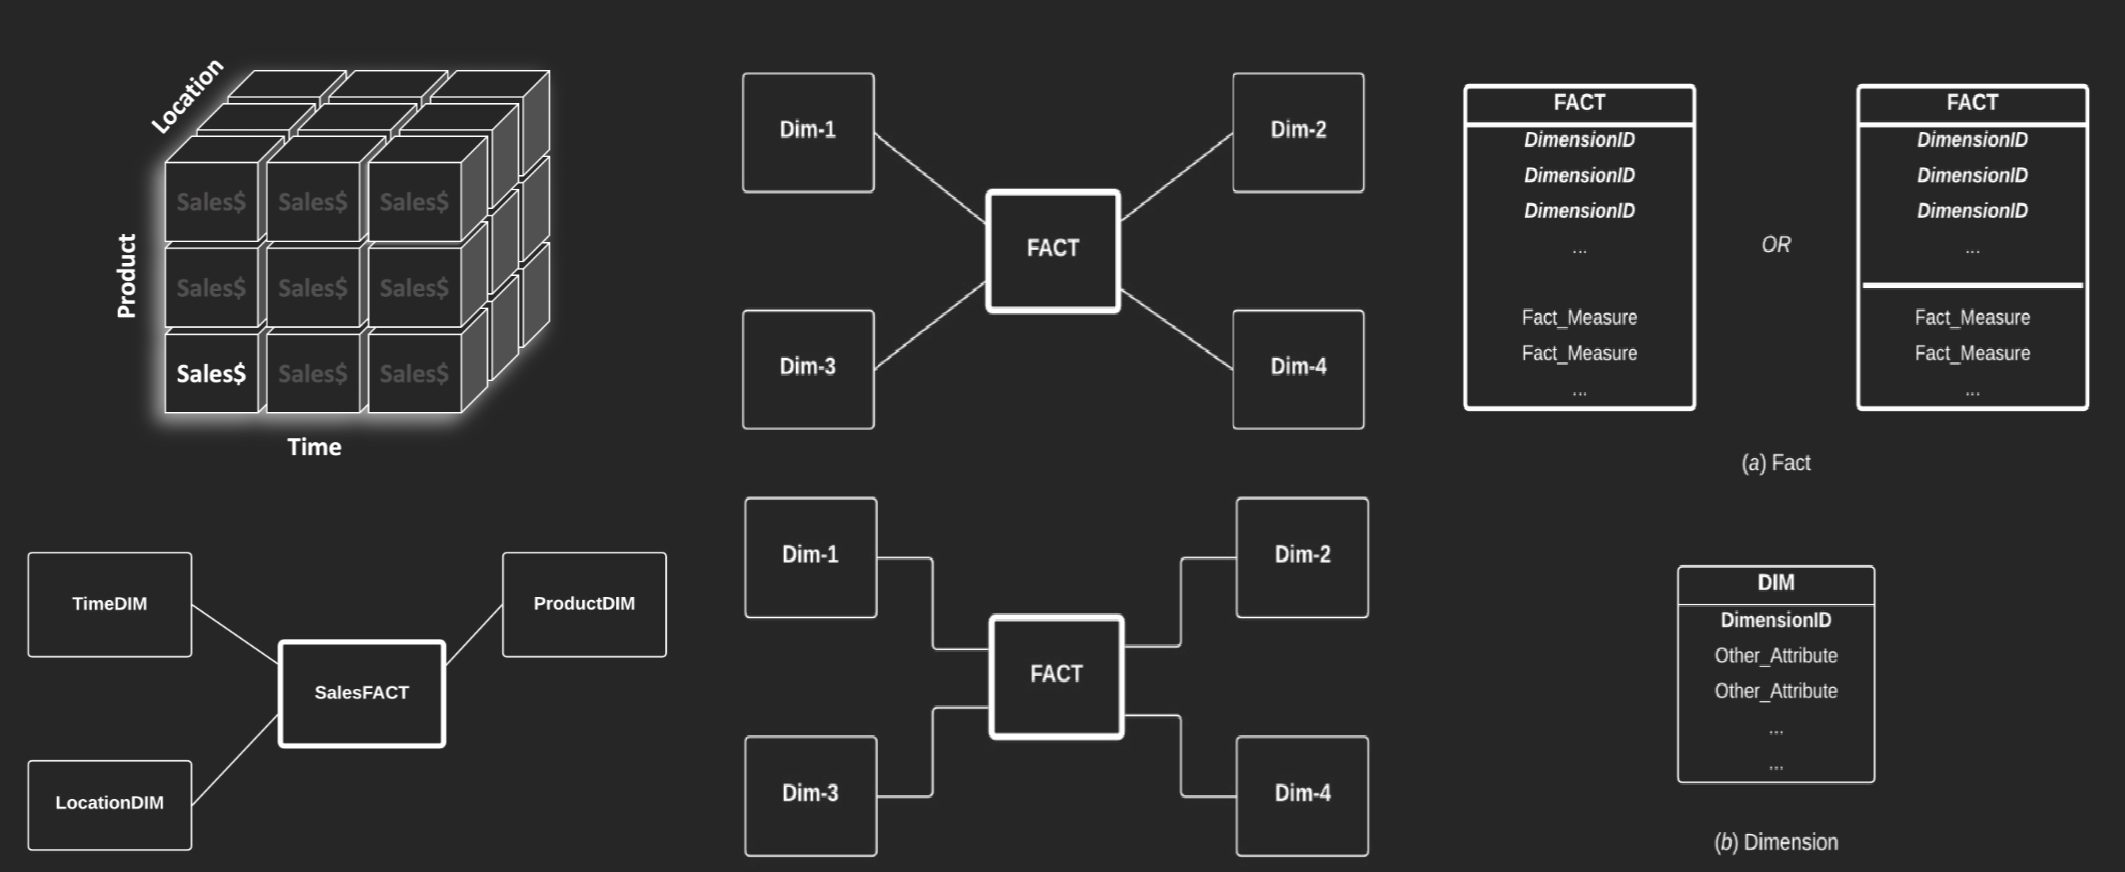 Location
Product
Sales$ Sales$ Sales$
Sales$ Sales$ Sales$
Sales$ Sales$ Sales$
Time
TimeDIM
ProductDIM
SalesFACT
LocationDIM
Dim-1
Dim-2
FACT
Dim-3
Dim-4
Dim-1
Dim-2
FACT
Dim-3
Dim-4
FACT
DimensionID
DimensionID
DimensionID
...
Fact_Measure
Fact_Measure
...
OR
FACT
DimensionID
DimensionID
DimensionID
...
Fact_Measure
Fact_Measure
...
(a) Fact
DIM
DimensionID
Other_Attribute
Other_Attribute
...
...
(b) Dimension